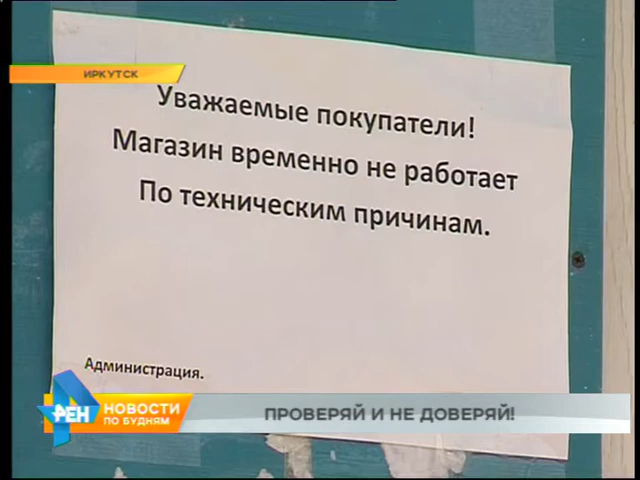 ИРКУТСК
Уважаемые покупатели!
Магазин временно не работает
По техническим причинам.
Администрация.
РЕН
НОВОСТИ
ПО БУДНЯМ
ПРОВЕРЯЙ И НЕ ДОВЕРЯЙ!